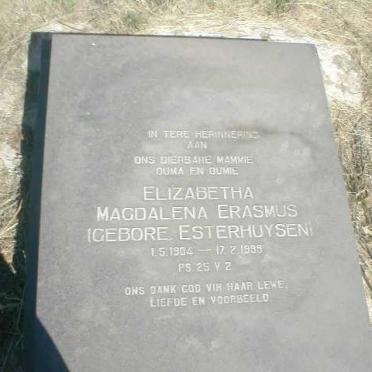 IN TERE HERINNERING
AAN
ONS DIERBARE MAMMIE
OUMA EN OUMIE
ELIZABETHA
MAGDALENA ERASMUS
(GEBORE ESTERHUYSEN)
1.5.1904 — 17.2.1998
PS 25 V 2
ONS DANK GOD VIR HAAR LEWE,
LIEFDE EN VOORBEELD.